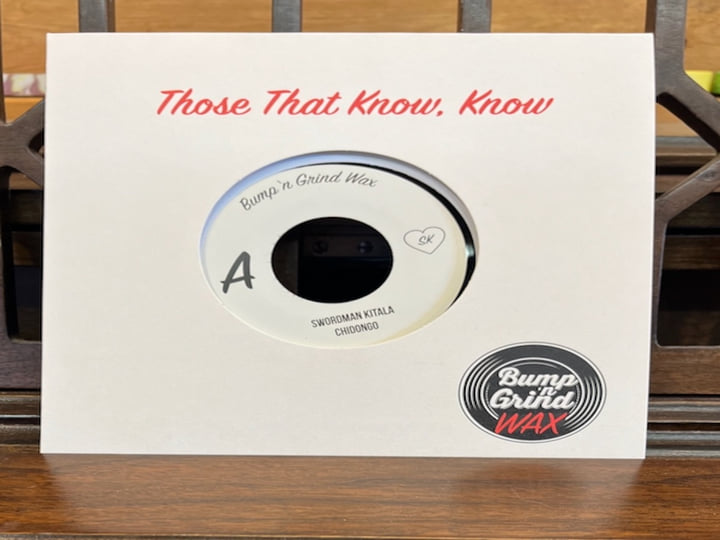 Those That Know, Know
Bump 'n Grind Wax
SK
A
SWORDMAN KITALA
CHIDONGO
Bump
'n
Grind
WAX